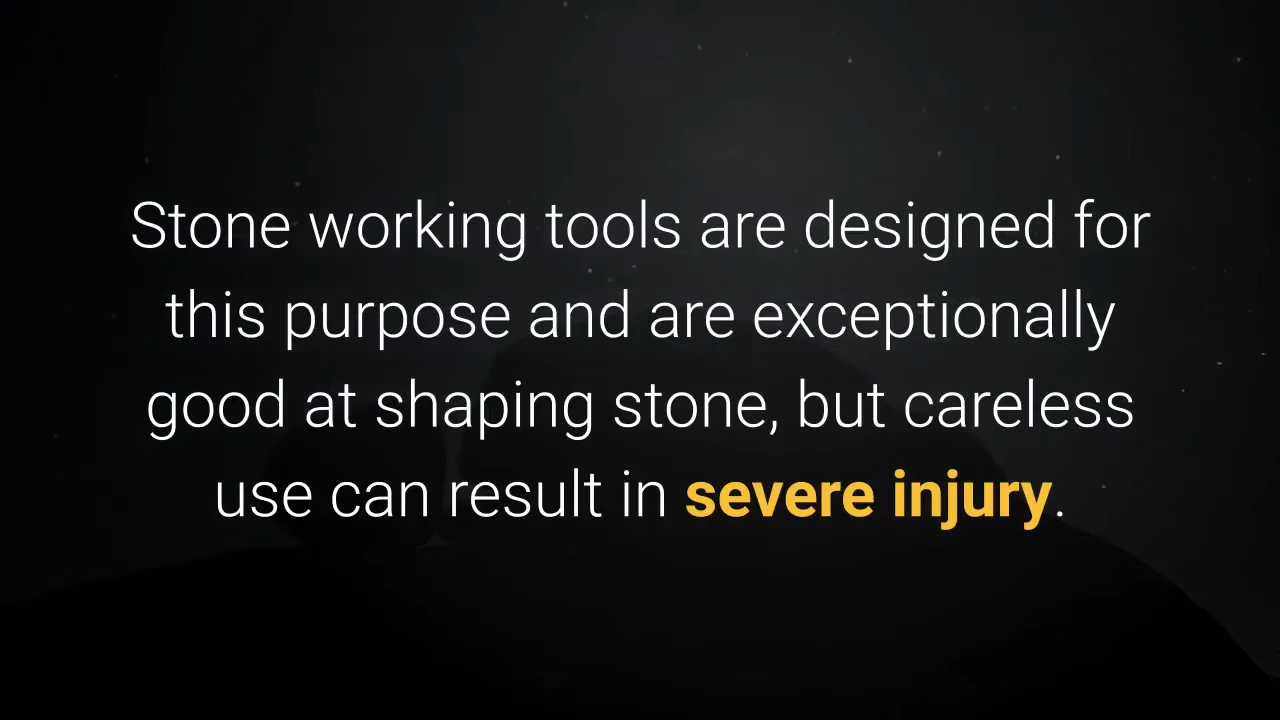 Stone working tools are designed for
this purpose and are exceptionally
good at shaping stone, but careless
use can result in severe injury.